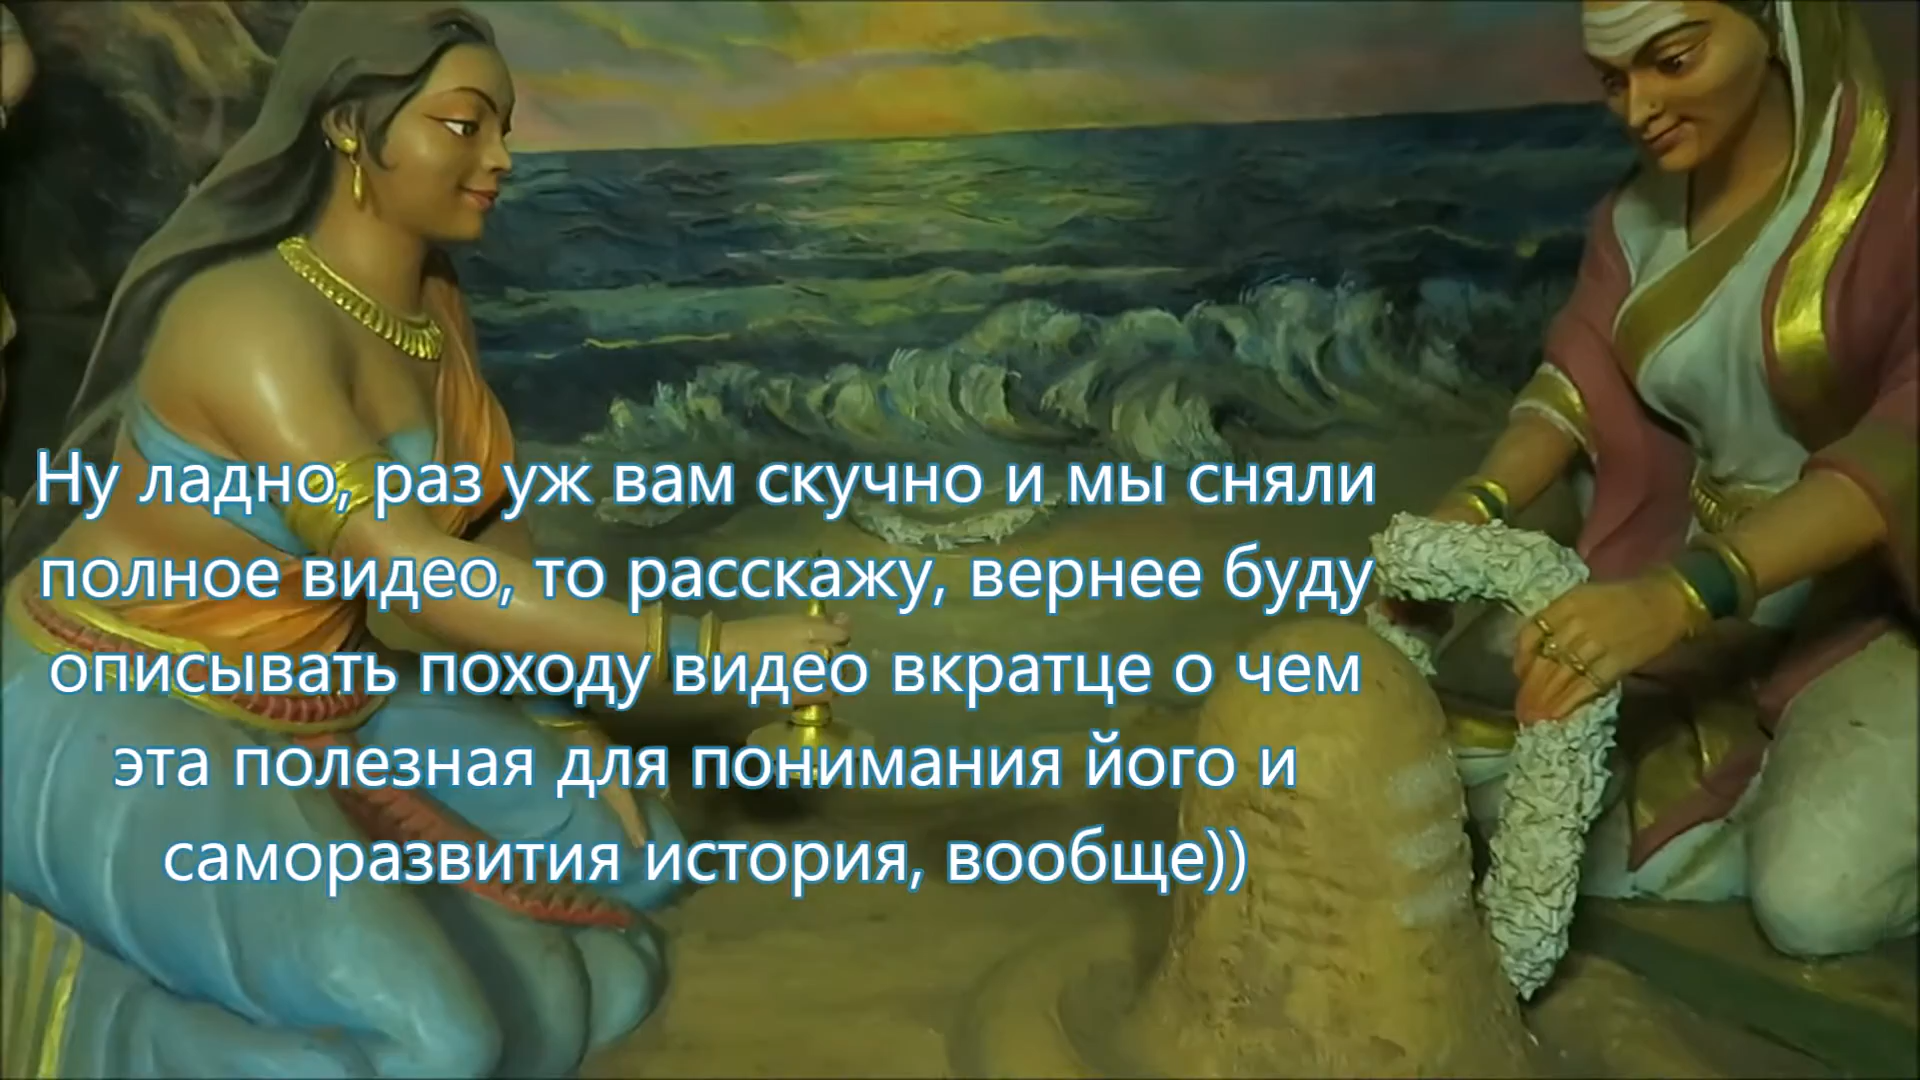 Ну ладно, раз уж вам скучно и мы сняли
полное видео, то расскажу, вернее буду
описывать походу видео вкратце о чем
эта полезная для понимания його и
саморазвития история, вообще))